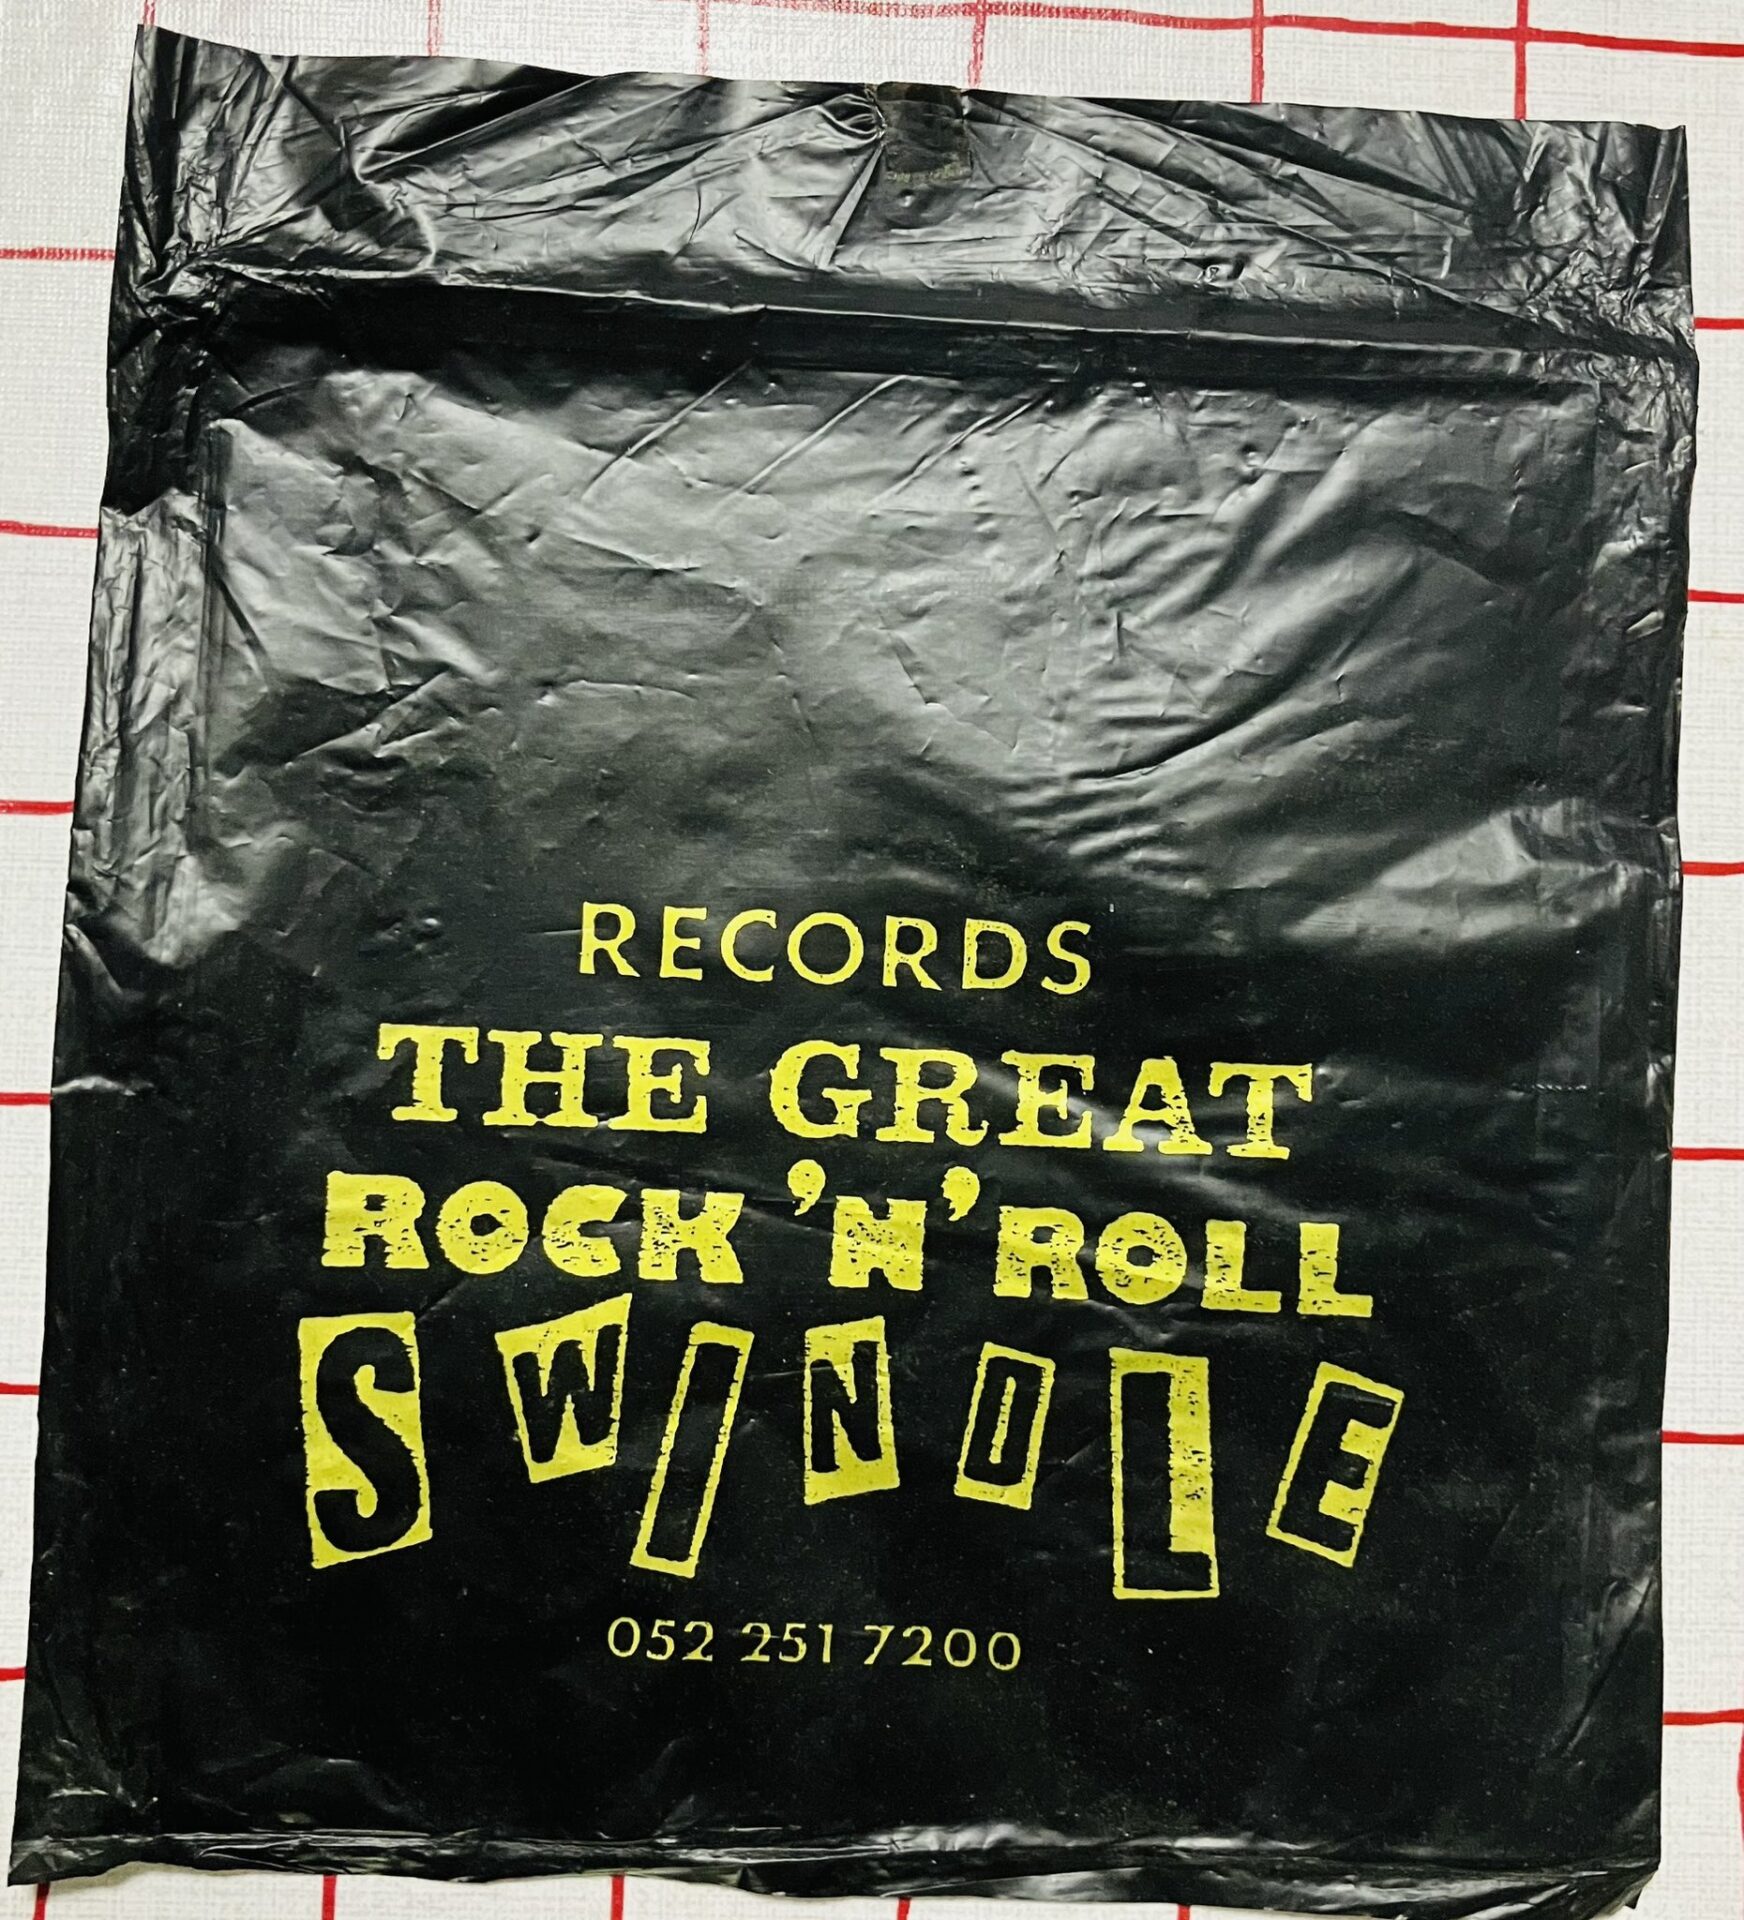 RECORDS
THE GREAT
ROCK 'N' ROLL
SWINDLE
052 251 7200